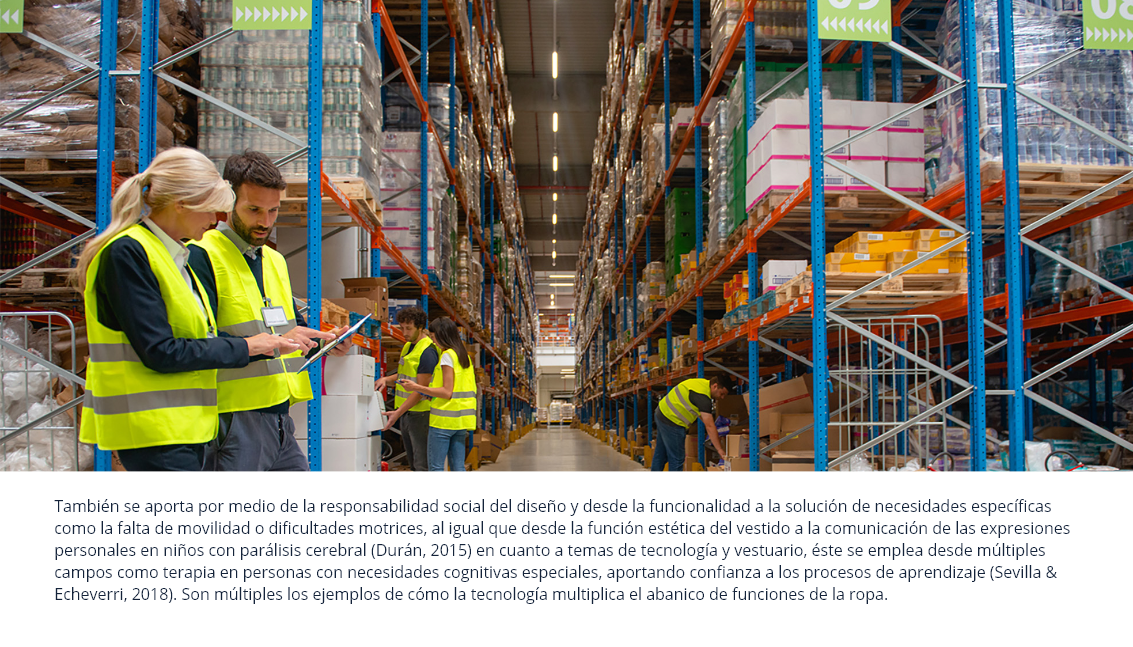 También se aporta por medio de la responsabilidad social del diseño y desde la funcionalidad a la solución de necesidades específicas
como la falta de movilidad o dificultades motrices, al igual que desde la función estética del vestido a la comunicación de las expresiones
personales en niños con parálisis cerebral (Durán, 2015) en cuanto a temas de tecnología y vestuario, éste se emplea desde múltiples
campos como terapia en personas con necesidades cognitivas especiales, aportando confianza a los procesos de aprendizaje (Sevilla &
Echeverri, 2018). Son múltiples los ejemplos de cómo la tecnología multiplica el abanico de funciones de la ropa.